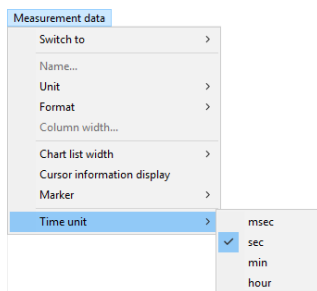 Measurement data
Switch to
Name...
Unit
Format
Column width...
Chart list width
Cursor information display
Marker
Time unit
msec
sec
min
hour